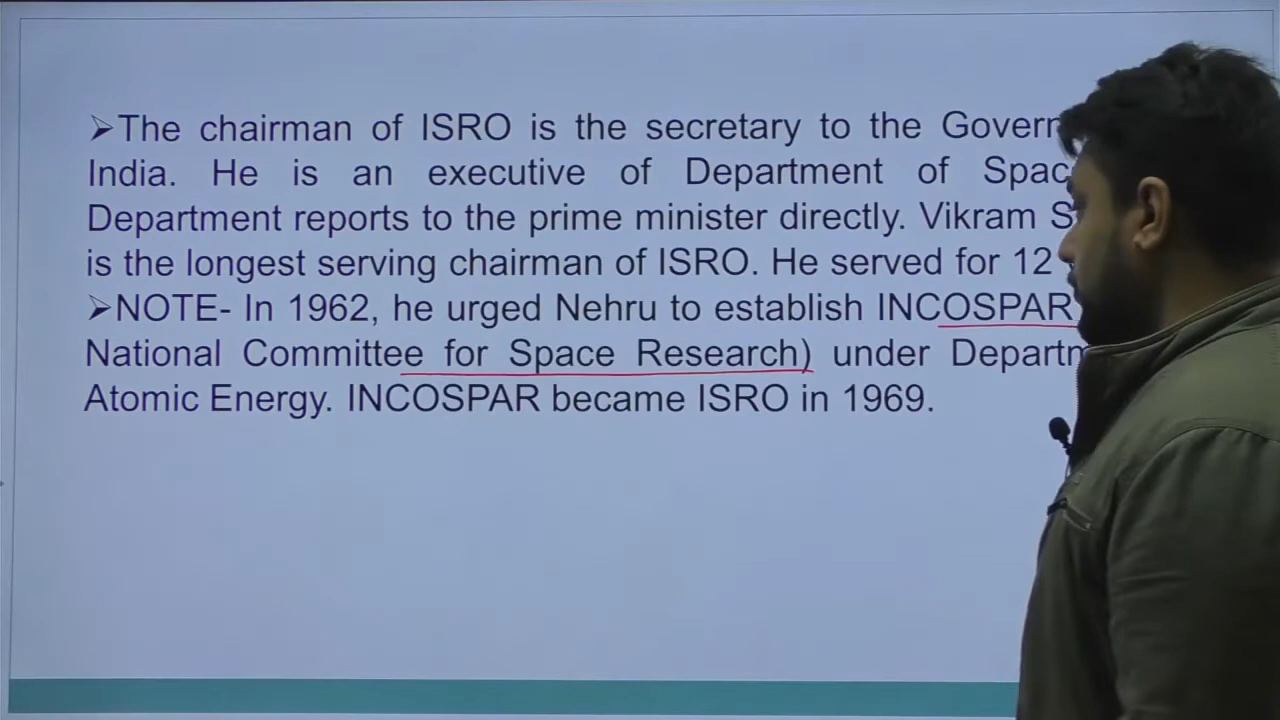 ➢The chairman of ISRO is the secretary to the Govern
India. He is an executive of Department of Spac
Department reports to the prime minister directly. Vikram S
is the longest serving chairman of ISRO. He served for 12
➢NOTE- In 1962, he urged Nehru to establish INCOSPAR
National Committee for Space Research) under Departm
Atomic Energy. INCOSPAR became ISRO in 1969.